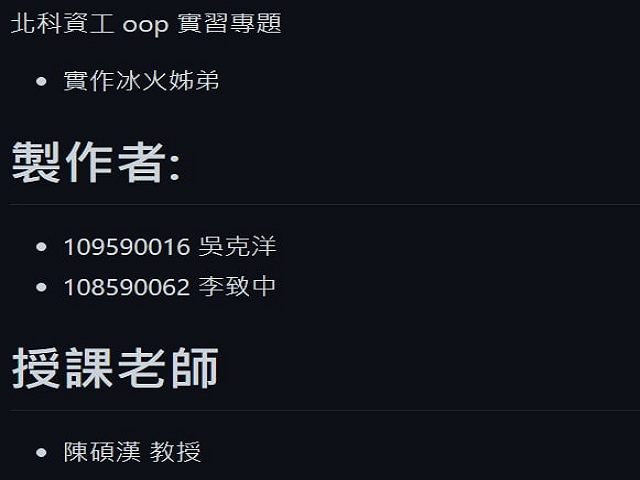 北科資工 oop 實習專題
實作冰火姊弟
製作者:
109590016 吳克洋
108590062 李致中
授課老師
陳碩漢 教授